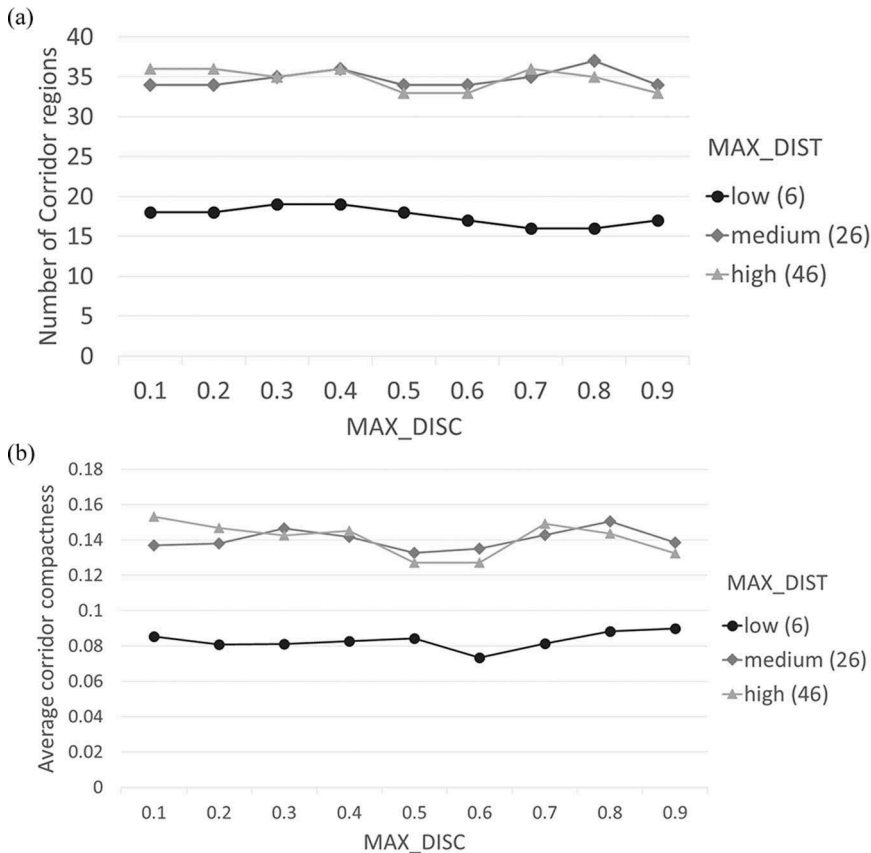 (a)
Number of Corridor regions
40
35
30
25
20
15
10
5
0
0.1 0.2 0.3 0.4 0.5 0.6 0.7 0.8 0.9
MAX_DISC
MAX_DIST
low (6)
medium (26)
high (46)
(b)
Average corridor compactness
0.18
0.16
0.14
0.12
0.1
0.08
0.06
0.04
0.02
0
0.1 0.2 0.3 0.4 0.5 0.6 0.7 0.8 0.9
MAX_DISC
MAX_DIST
low (6)
medium (26)
high (46)